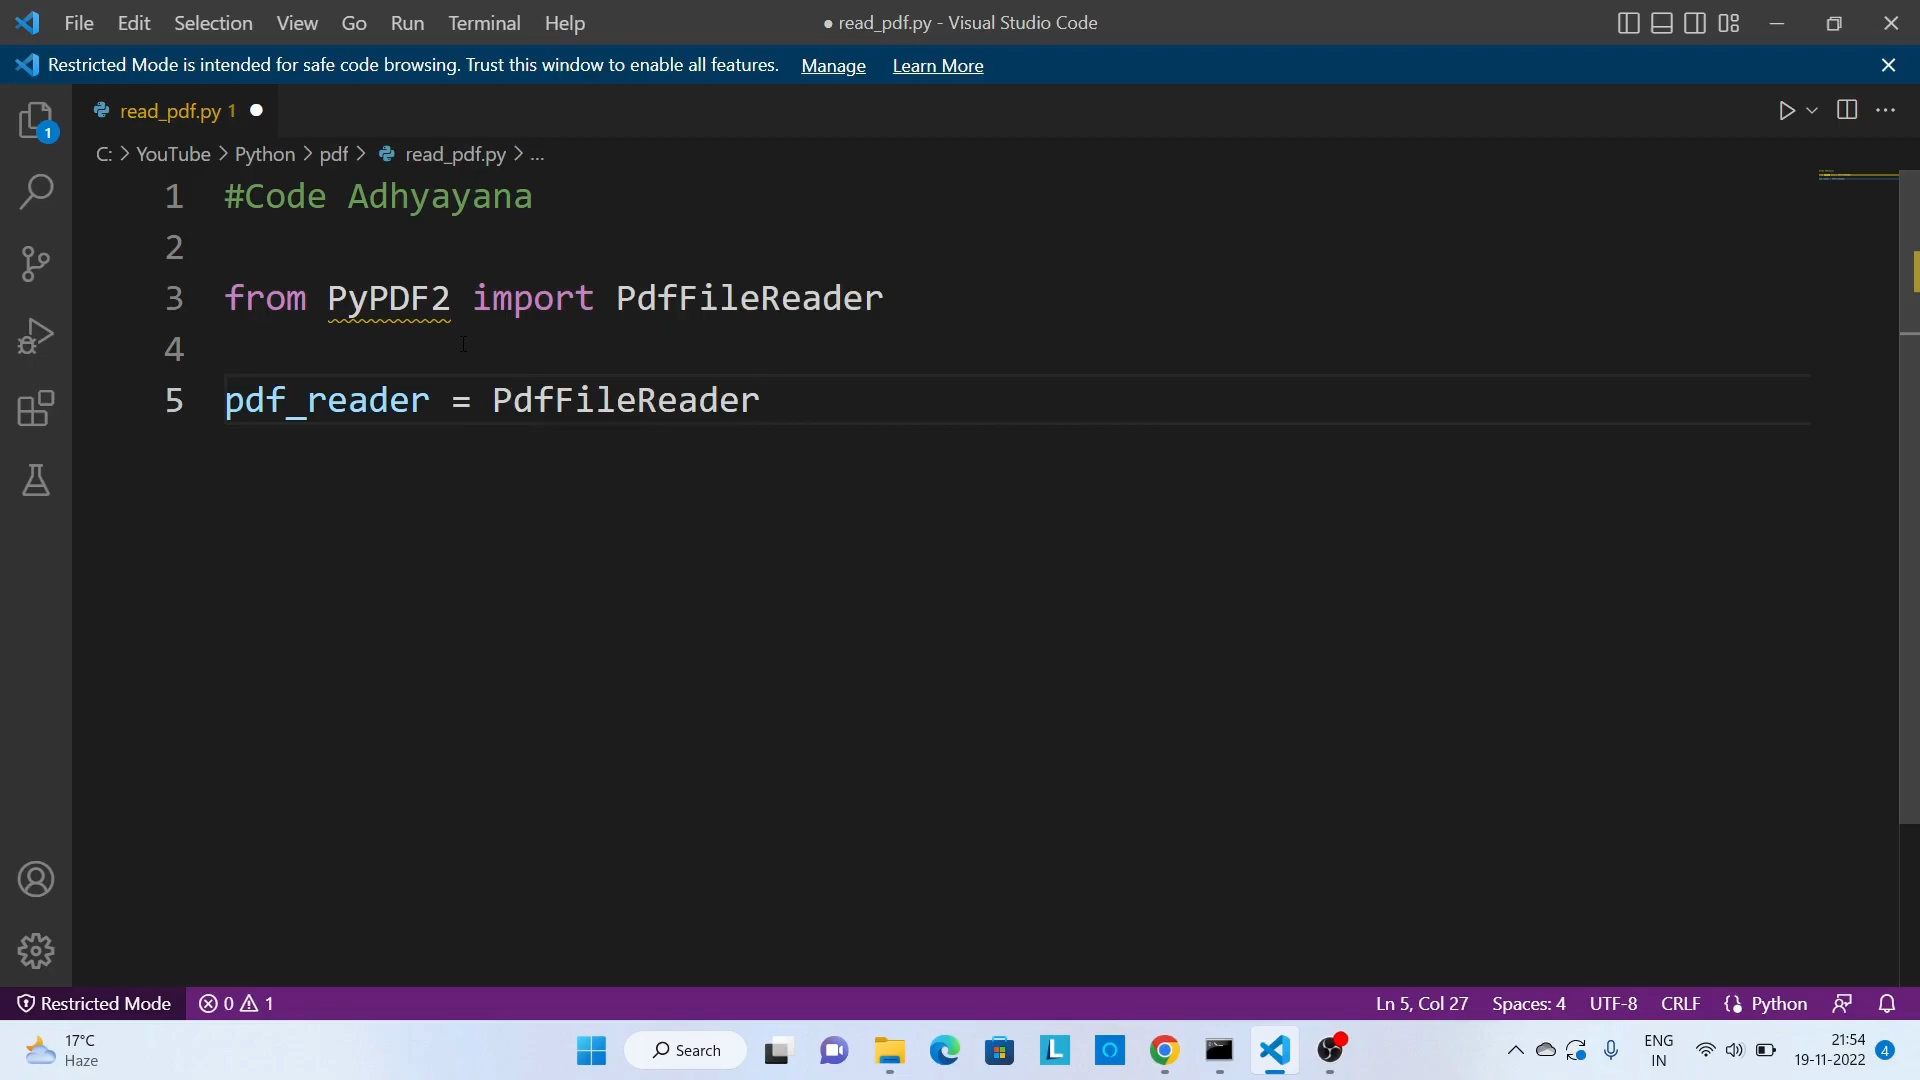 File Edit Selection View Go Run Terminal Help ● read_pdf.py - Visual Studio Code
Restricted Mode is intended for safe code browsing. Trust this window to enable all features. Manage Learn More
1 read_pdf.py 1
C: > YouTube > Python > pdf > read_pdf.py > ...
1 #Code Adhyayana
2
3 from PyPDF2 import PdfFileReader
4
5 pdf_reader = PdfFileReader
Restricted Mode 0 1 Ln 5, Col 27 Spaces: 4 UTF-8 CRLF Python
17°C
Haze
Search
L
ENG
IN
21:54
19-11-2022
4